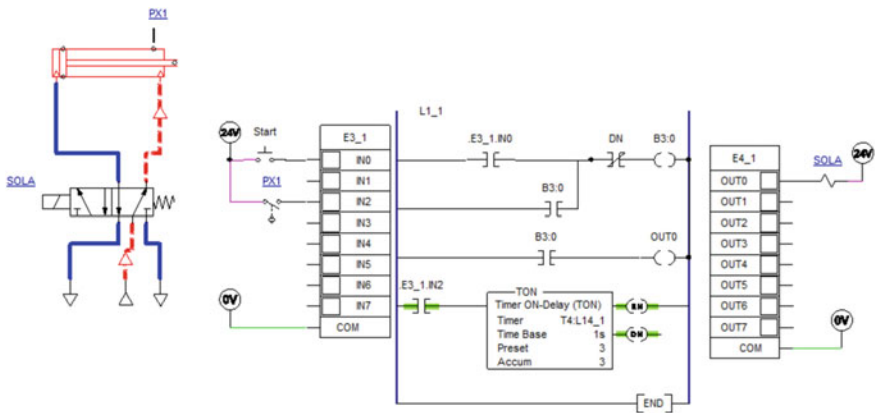 PX1
SOLA
L1_1
24V
Start
PX1
0V
E3_1
IN0
IN1
IN2
IN3
IN4
IN5
IN6
IN7
COM
.E3_1.IN0
DN
B3:0
B3:0
B3:0
OUT0
.E3_1.IN2
TON
Timer ON-Delay (TON)
Timer T4:L14_1
Time Base 1s
Preset 3
Accum 3
EN
DN
END
E4_1
OUT0
OUT1
OUT2
OUT3
OUT4
OUT5
OUT6
OUT7
COM
SOLA
24V
0V